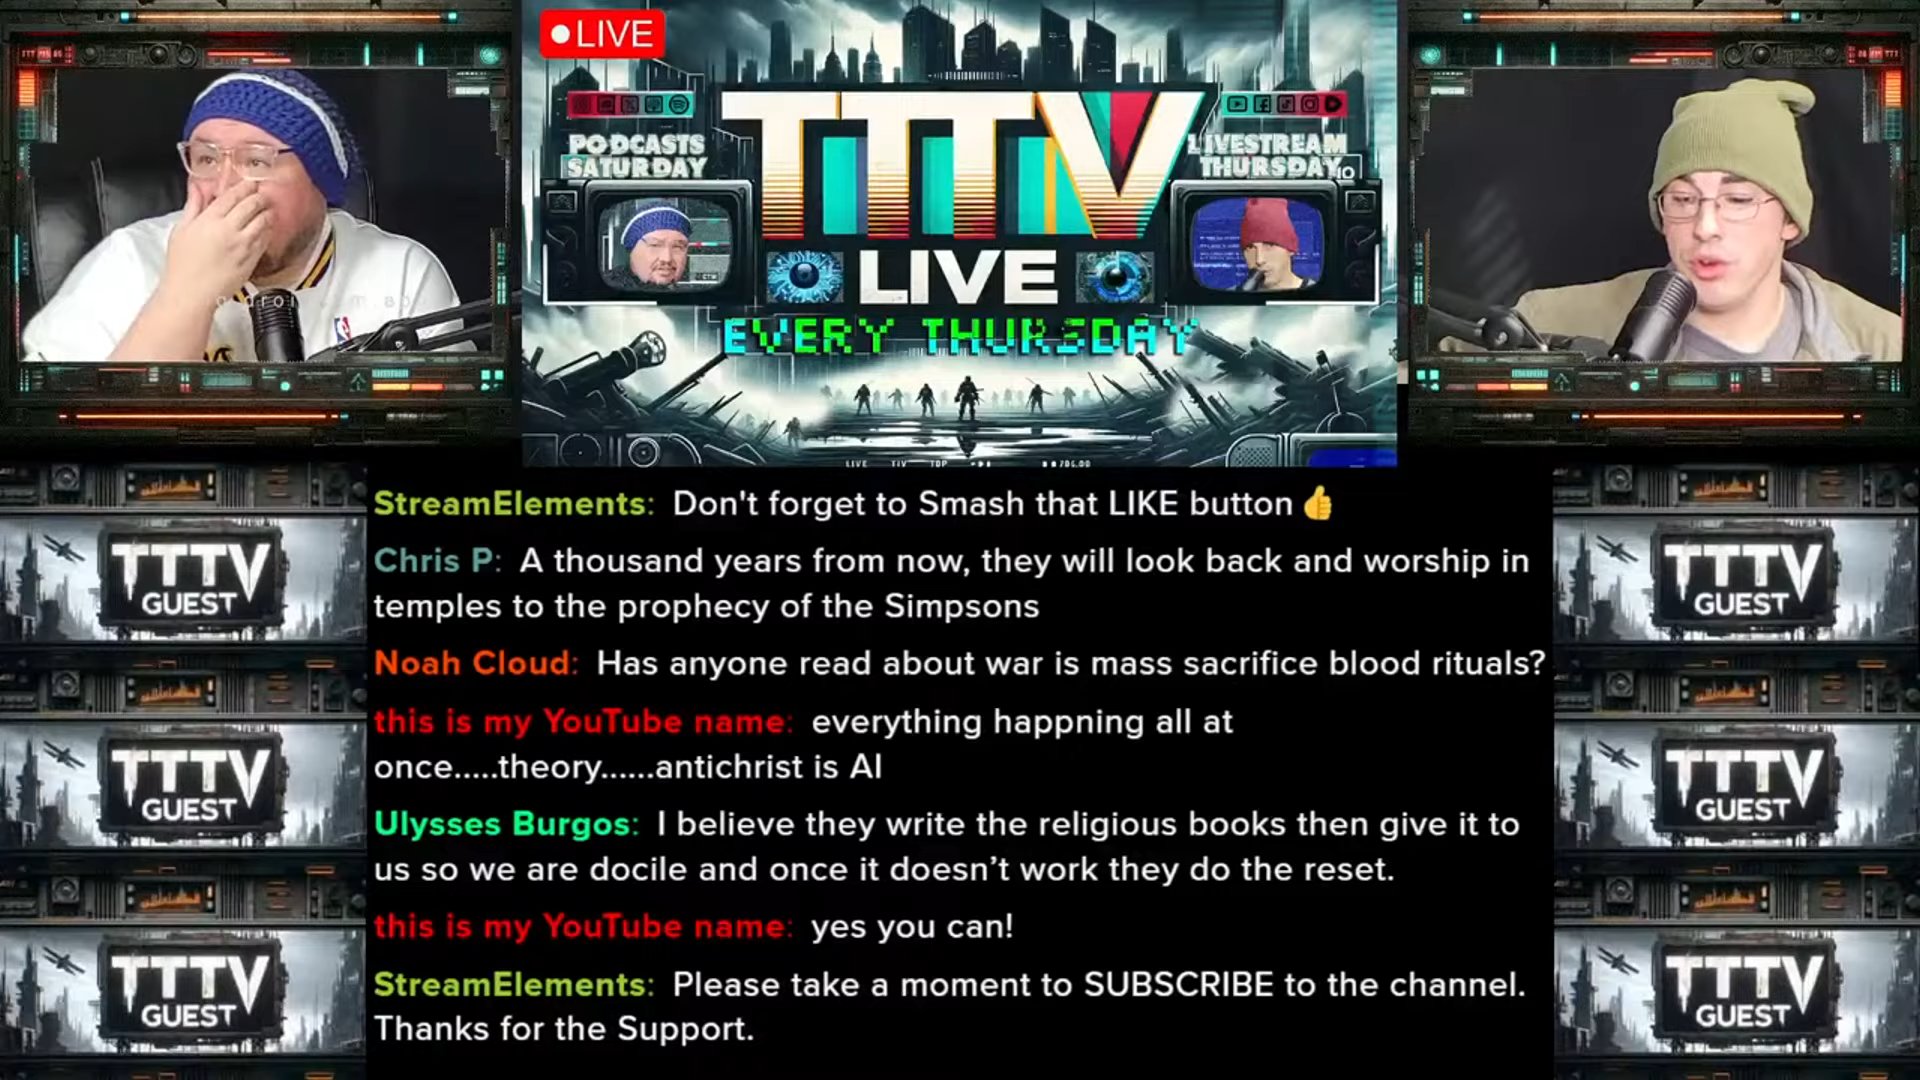 LIVE
PODCASTS
SATURDAY
TTTV
LIVE
EVERY THURSDAY
LIVESTREAM
THURSDAY
StreamElements: Don't forget to Smash that LIKE button👍
Chris P: A thousand years from now, they will look back and worship in
temples to the prophecy of the Simpsons
Noah Cloud: Has anyone read about war is mass sacrifice blood rituals?
this is my YouTube name: everything happning all at
once.....theory......antichrist is AI
Ulysses Burgos: I believe they write the religious books then give it to
us so we are docile and once it doesn’t work they do the reset.
this is my YouTube name: yes you can!
StreamElements: Please take a moment to SUBSCRIBE to the channel.
Thanks for the Support.
TTTV
GUEST
TTTV
GUEST
TTTV
GUEST
TTTV
GUEST
TTTV
GUEST
TTTV
GUEST